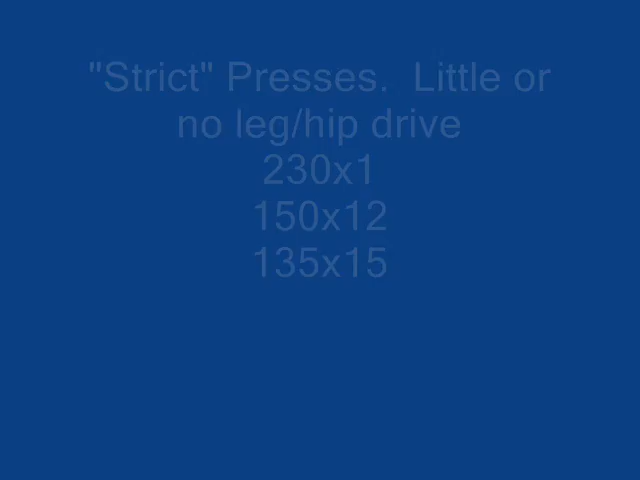 "Strict" Presses.  Little or
no leg/hip drive
230x1
150x12
135x15